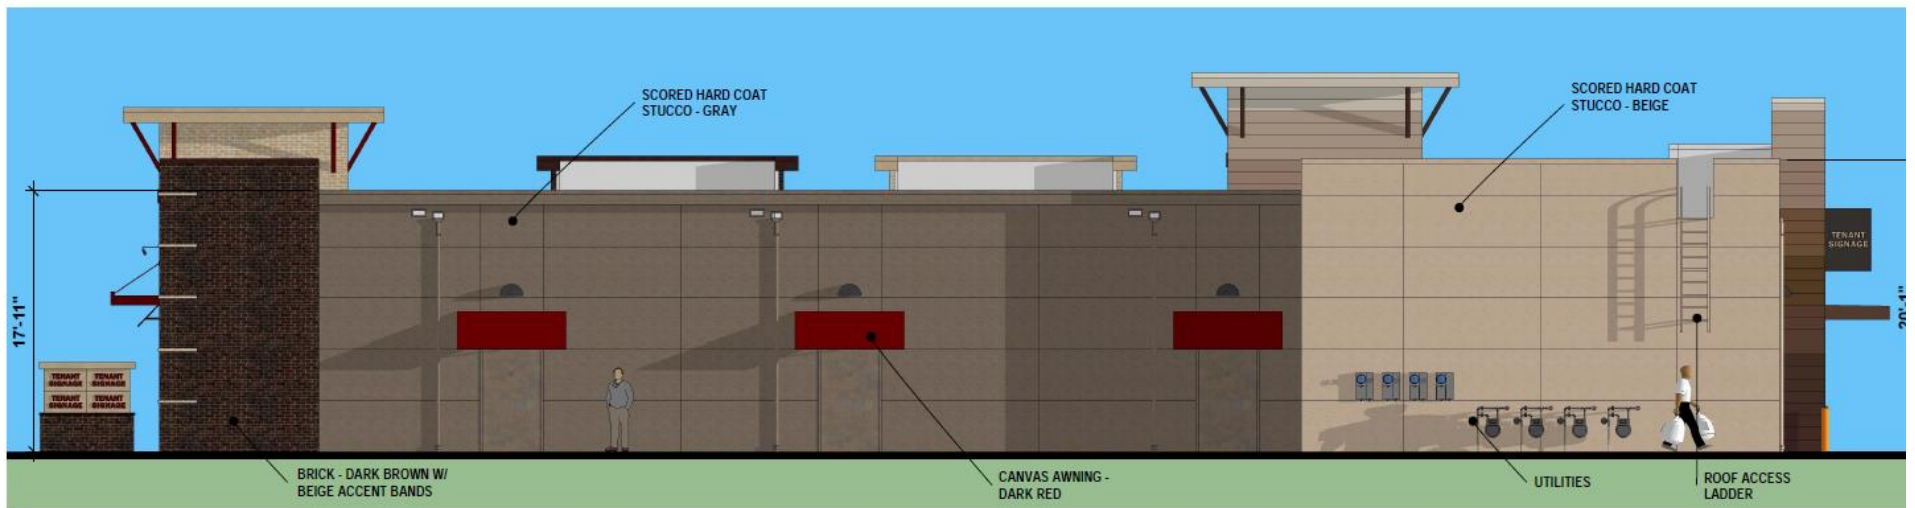 SCORED HARD COAT
STUCCO - GRAY
SCORED HARD COAT
STUCCO - BEIGE
17'-11"
20'-1"
TENANT
SIGNAGE
TENANT
SIGNAGE
TENANT
SIGNAGE
TENANT
SIGNAGE
TENANT
SIGNAGE
BRICK - DARK BROWN W/
BEIGE ACCENT BANDS
CANVAS AWNING -
DARK RED
UTILITIES
ROOF ACCESS
LADDER